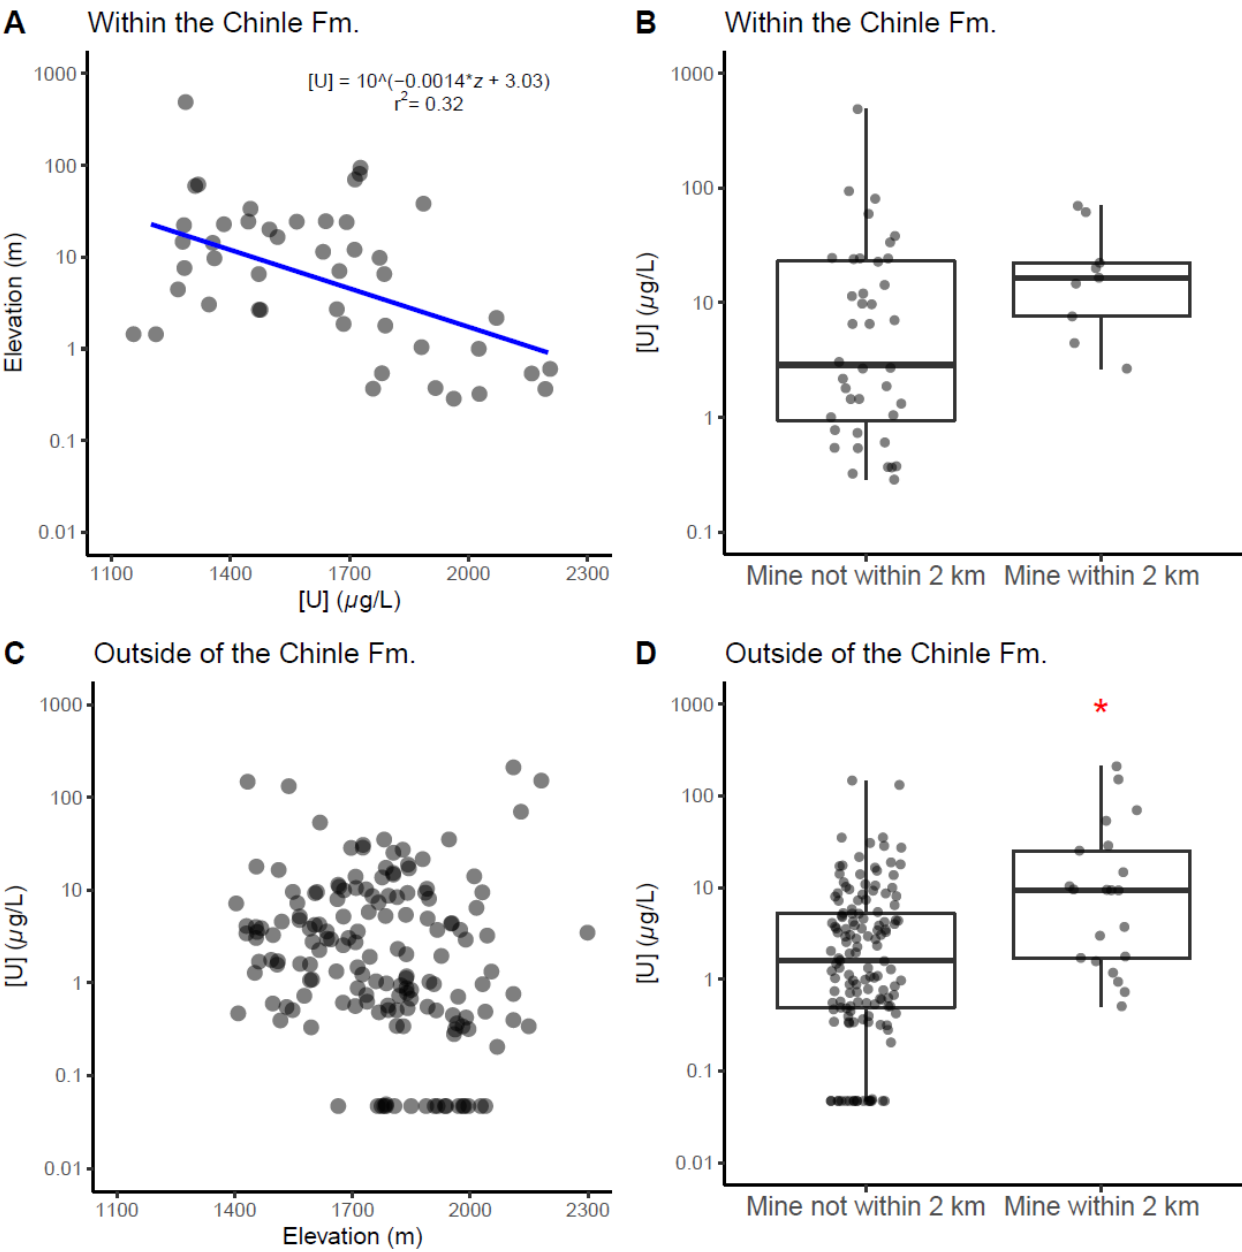 A Within the Chinle Fm.
[U] = 10^(−0.0014*z + 3.03)
r²= 0.32
Elevation (m)
1000
100
10
1
0.1
0.01
1100 1400 1700 2000 2300
[U] (µg/L)
B Within the Chinle Fm.
[U] (µg/L)
1000
100
10
1
0.1
Mine not within 2 km Mine within 2 km
C Outside of the Chinle Fm.
[U] (µg/L)
1000
100
10
1
0.1
0.01
1100 1400 1700 2000 2300
Elevation (m)
D Outside of the Chinle Fm.
*
[U] (µg/L)
1000
100
10
1
0.1
0.01
Mine not within 2 km Mine within 2 km